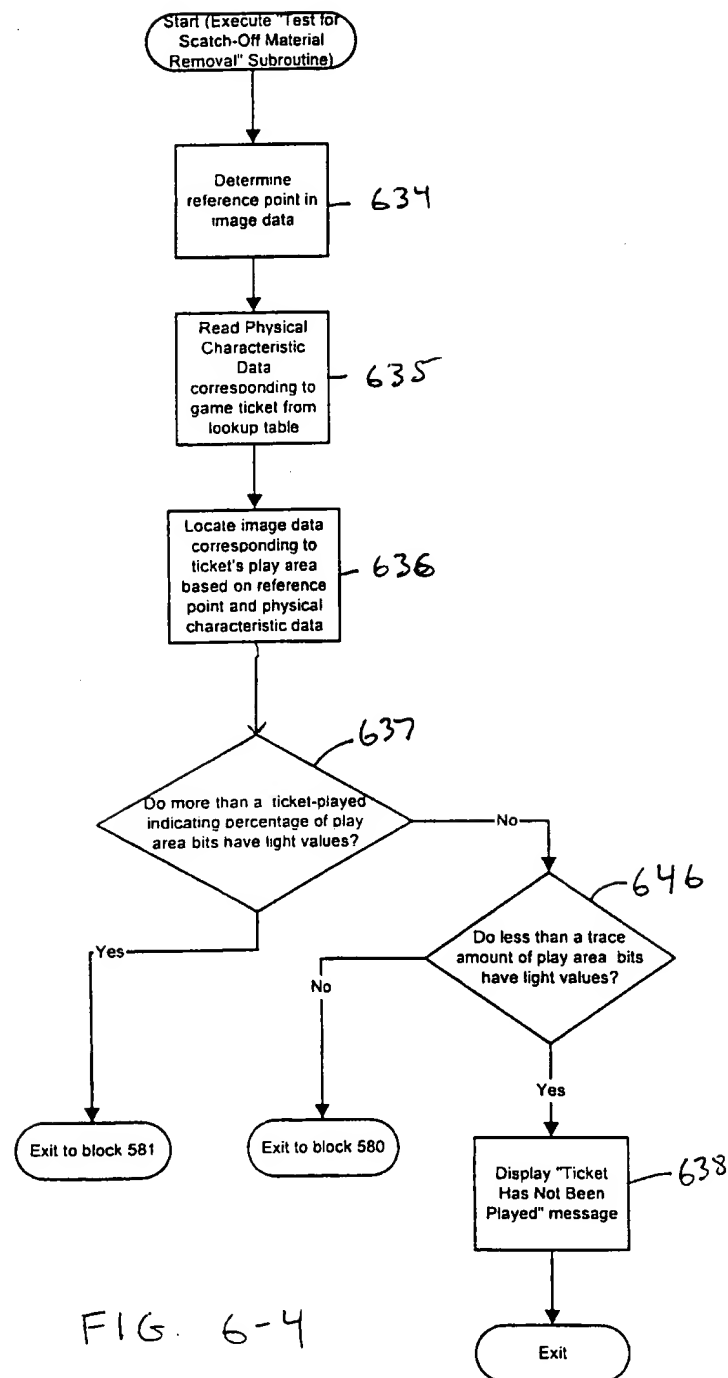 Start (Execute "Test for
Scatch-Off Material
Removal" Subroutine)
Determine
reference point in
image data
634
Read Physical
Characteristic
Data
corresponding to
game ticket from
lookup table
635
Locate image data
corresponding to
ticket's play area
based on reference
point and physical
characteristic data
636
637
Do more than a ticket-played
indicating percentage of play
area bits have light values?
No
646
Do less than a trace
amount of play area bits
have light values?
Yes
No
Yes
Exit to block 581
Exit to block 580
Display "Ticket
Has Not Been
Played" message
638
Exit
FIG. 6-4